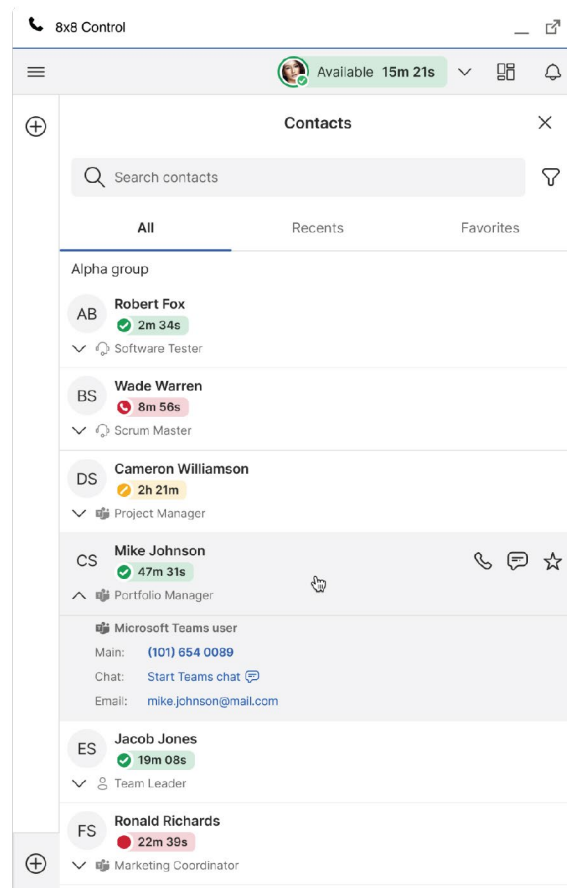 8x8 Control
Available 15m 21s
Contacts
Search contacts
All Recents Favorites
Alpha group
AB Robert Fox
2m 34s
Software Tester
BS Wade Warren
8m 56s
Scrum Master
DS Cameron Williamson
2h 21m
Project Manager
CS Mike Johnson
47m 31s
Portfolio Manager
Microsoft Teams user
Main: (101) 654 0089
Chat: Start Teams chat
Email: mike.johnson@mail.com
ES Jacob Jones
19m 08s
Team Leader
FS Ronald Richards
22m 39s
Marketing Coordinator